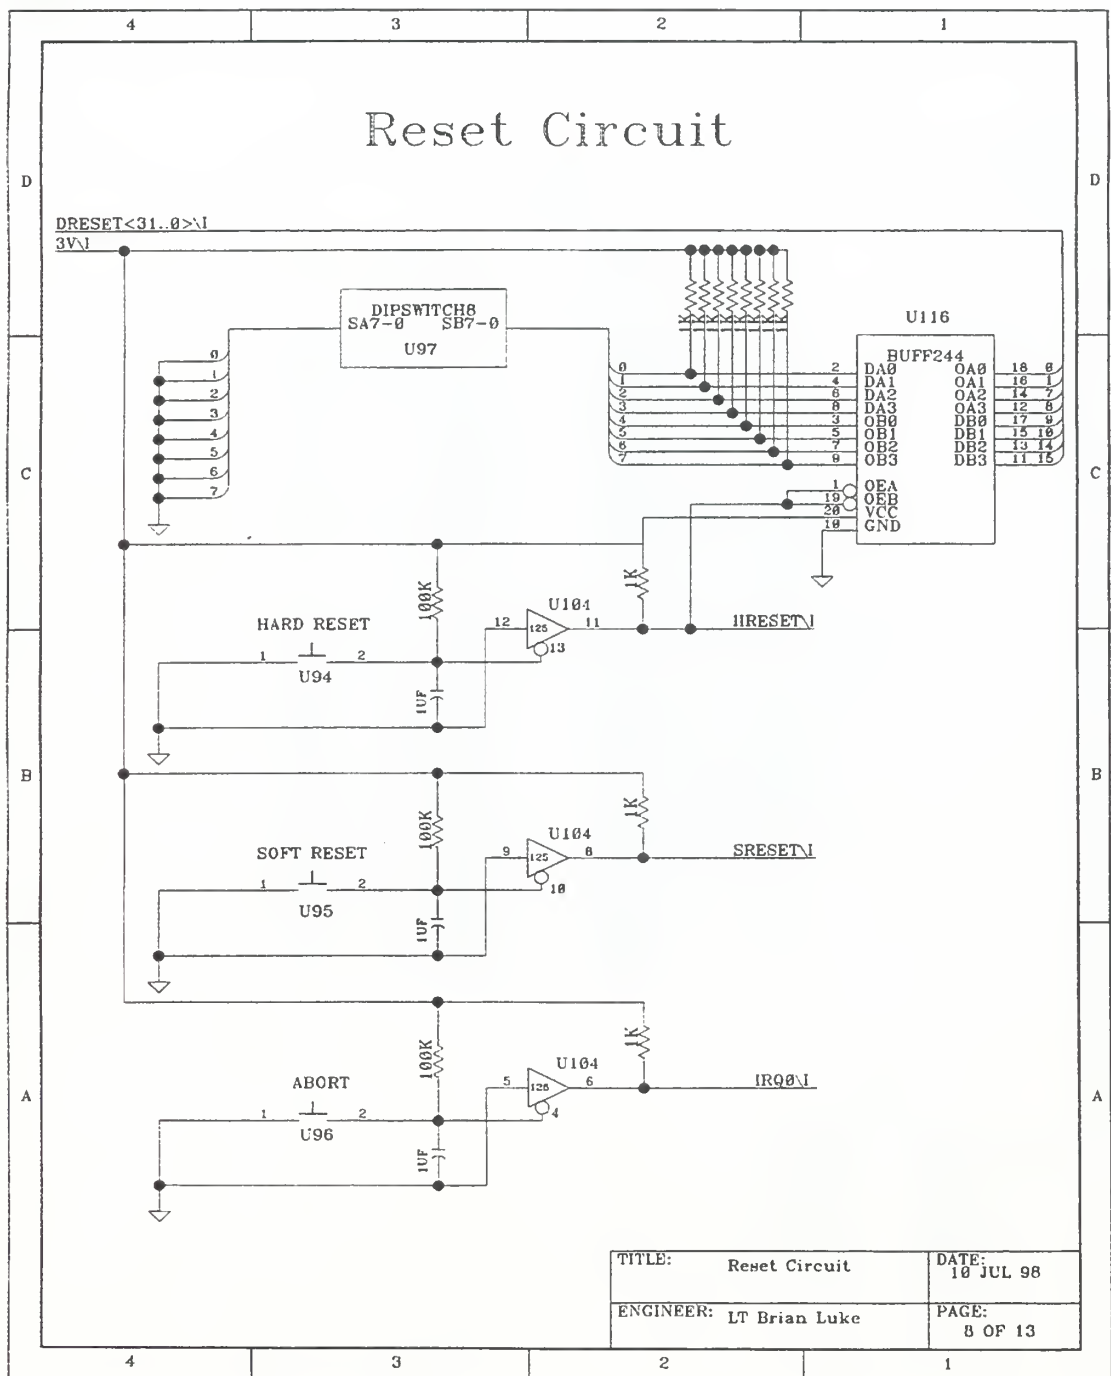 4 3 2 1
Reset Circuit
D D
DRESET<31..0>\I
3V\I
DIPSWITCH8
SA7-0 SB7-0
U97
U116
BUFF244
0
1
2
3
4
5
6
7
0
1
2
3
4
5
6
7
2 DA0 OA0 18 0
4 DA1 OA1 16 1
6 DA2 OA2 14 7
8 DA3 OA3 12 8
3 OB0 DB0 17 9
5 OB1 DB1 15 10
7 OB2 DB2 13 14
9 OB3 DB3 11 15
1 OEA
19 OEB
20 VCC
10 GND
C C
100K
1K
U104
HARD RESET
12 125 11
HRESET\I
13
1 2
U94
1UF
B B
100K
1K
U104
SOFT RESET
9 125 8
SRESET\I
10
1 2
U95
1UF
100K
1K
U104
ABORT
5 125 6
IRQ0\I
4
1 2
U96
1UF
A A
TITLE: Reset Circuit
DATE: 10 JUL 98
ENGINEER: LT Brian Luke
PAGE: 8 OF 13
4 3 2 1